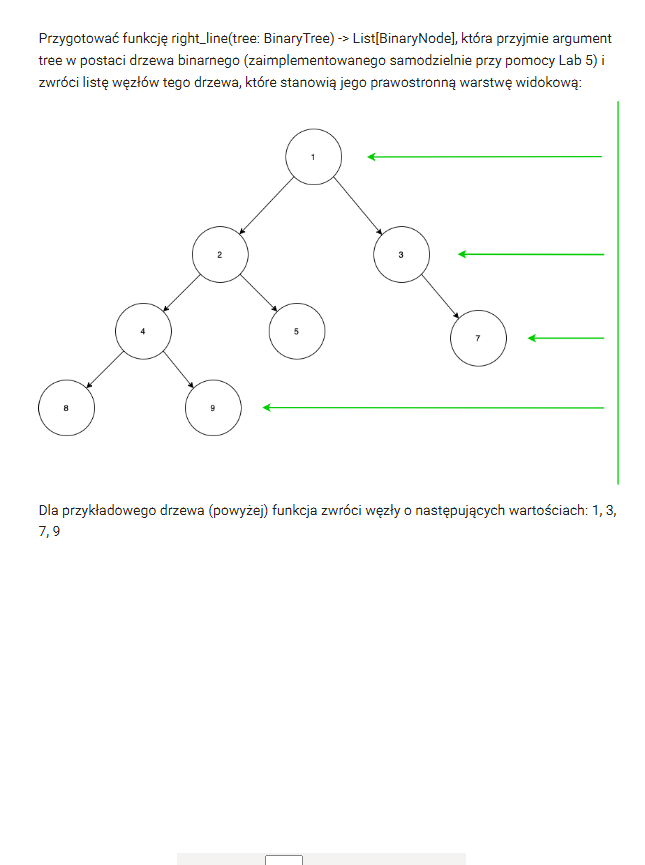 Przygotować funkcję right_line(tree: BinaryTree) -> List[BinaryNode], która przyjmie argument
tree w postaci drzewa binarnego (zaimplementowanego samodzielnie przy pomocy Lab 5) i
zwróci listę węzłów tego drzewa, które stanowią jego prawostronną warstwę widokową:
1
2
3
4
5
7
8
9
Dla przykładowego drzewa (powyżej) funkcja zwróci węzły o następujących wartościach: 1, 3,
7, 9